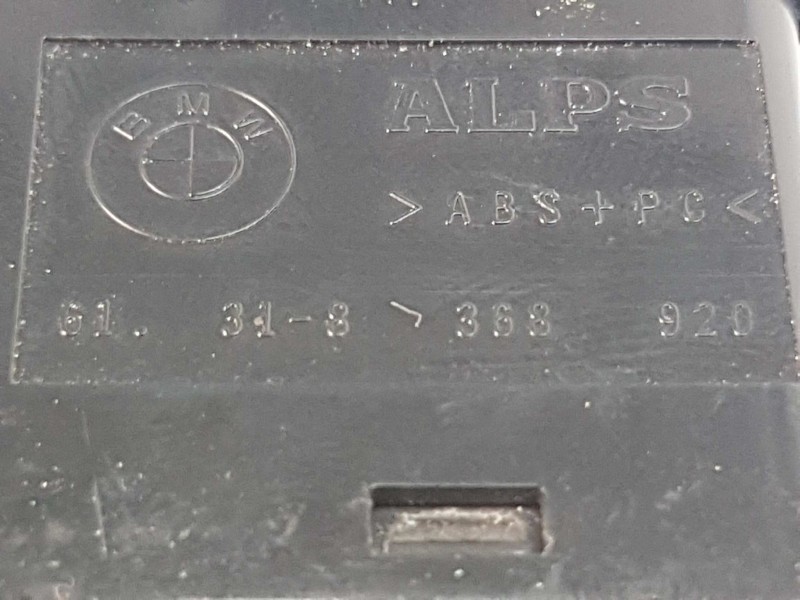 BMW
ALPS
>ABS+PC<
61. 31-8 368 920